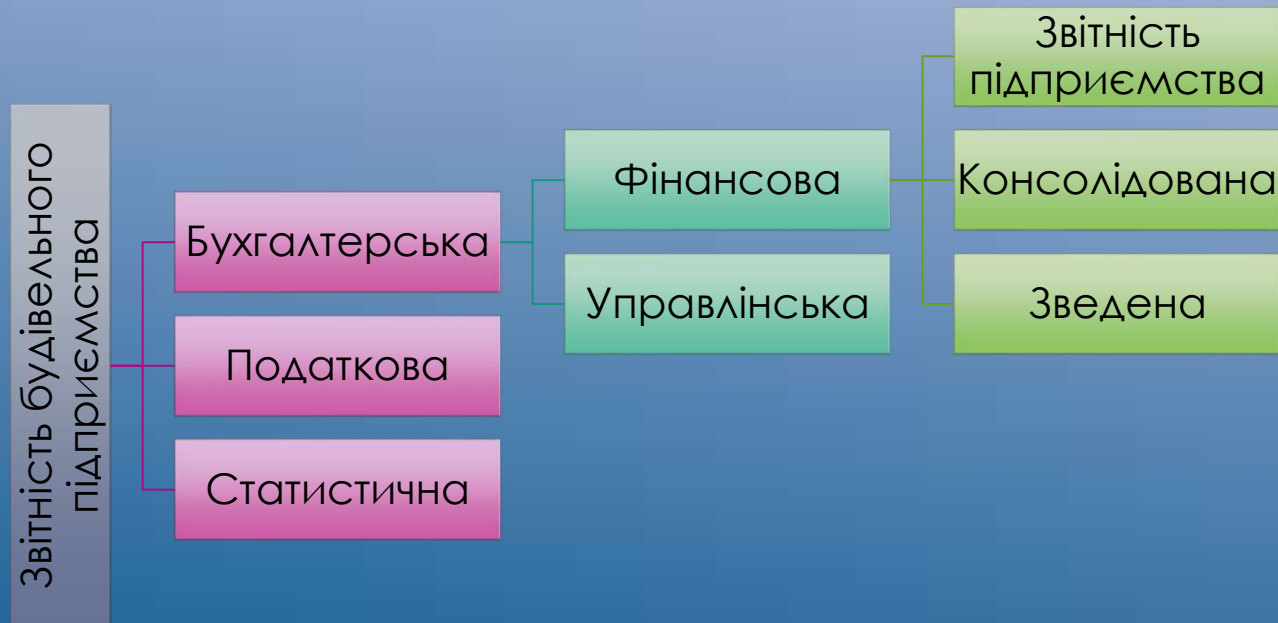 Звітність будівельного
підприємства
Бухгалтерська
Податкова
Статистична
Фінансова
Управлінська
Звітність
підприємства
Консолідована
Зведена